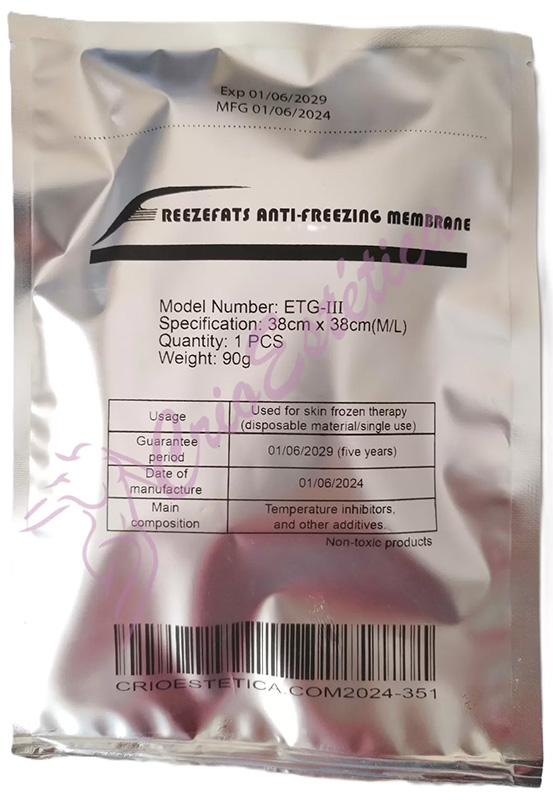 Exp 01/06/2029
MFG 01/06/2024
REEZEFATS ANTI-FREEZING MEMBRANE
Model Number: ETG-III
Specification: 38cm x 38cm(M/L)
Quantity: 1 PCS
Weight: 90g
Usage
Used for skin frozen therapy
(disposable material/single use)
Guarantee
period
01/06/2029 (five years)
Date of
manufacture
01/06/2024
Main
composition
Temperature inhibitors,
and other additives.
Non-toxic products
CRIOESTETICA.COM2024-351
CrioEstética